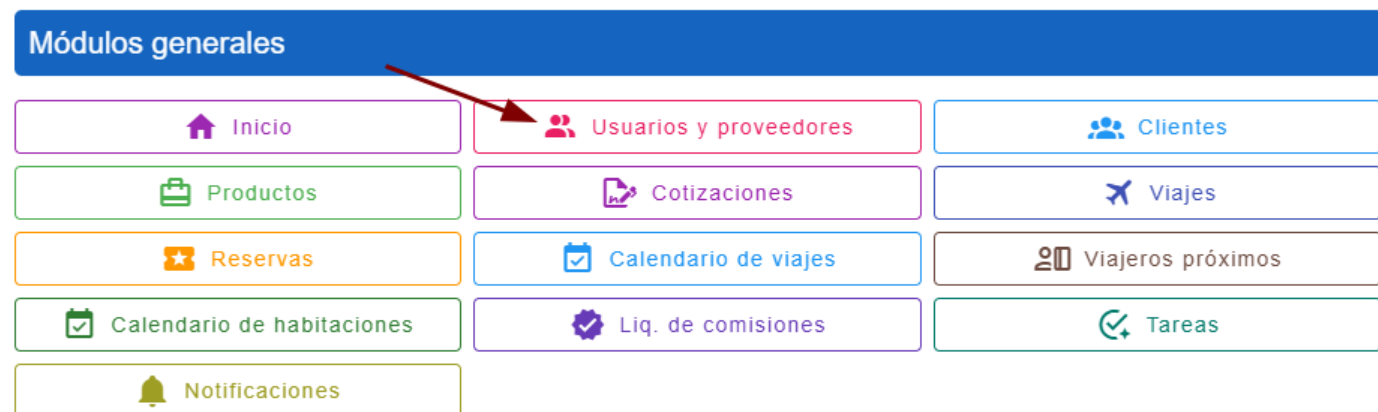 Módulos generales
Inicio
Usuarios y proveedores
Clientes
Productos
Cotizaciones
Viajes
Reservas
Calendario de viajes
Viajeros próximos
Calendario de habitaciones
Liq. de comisiones
Tareas
Notificaciones